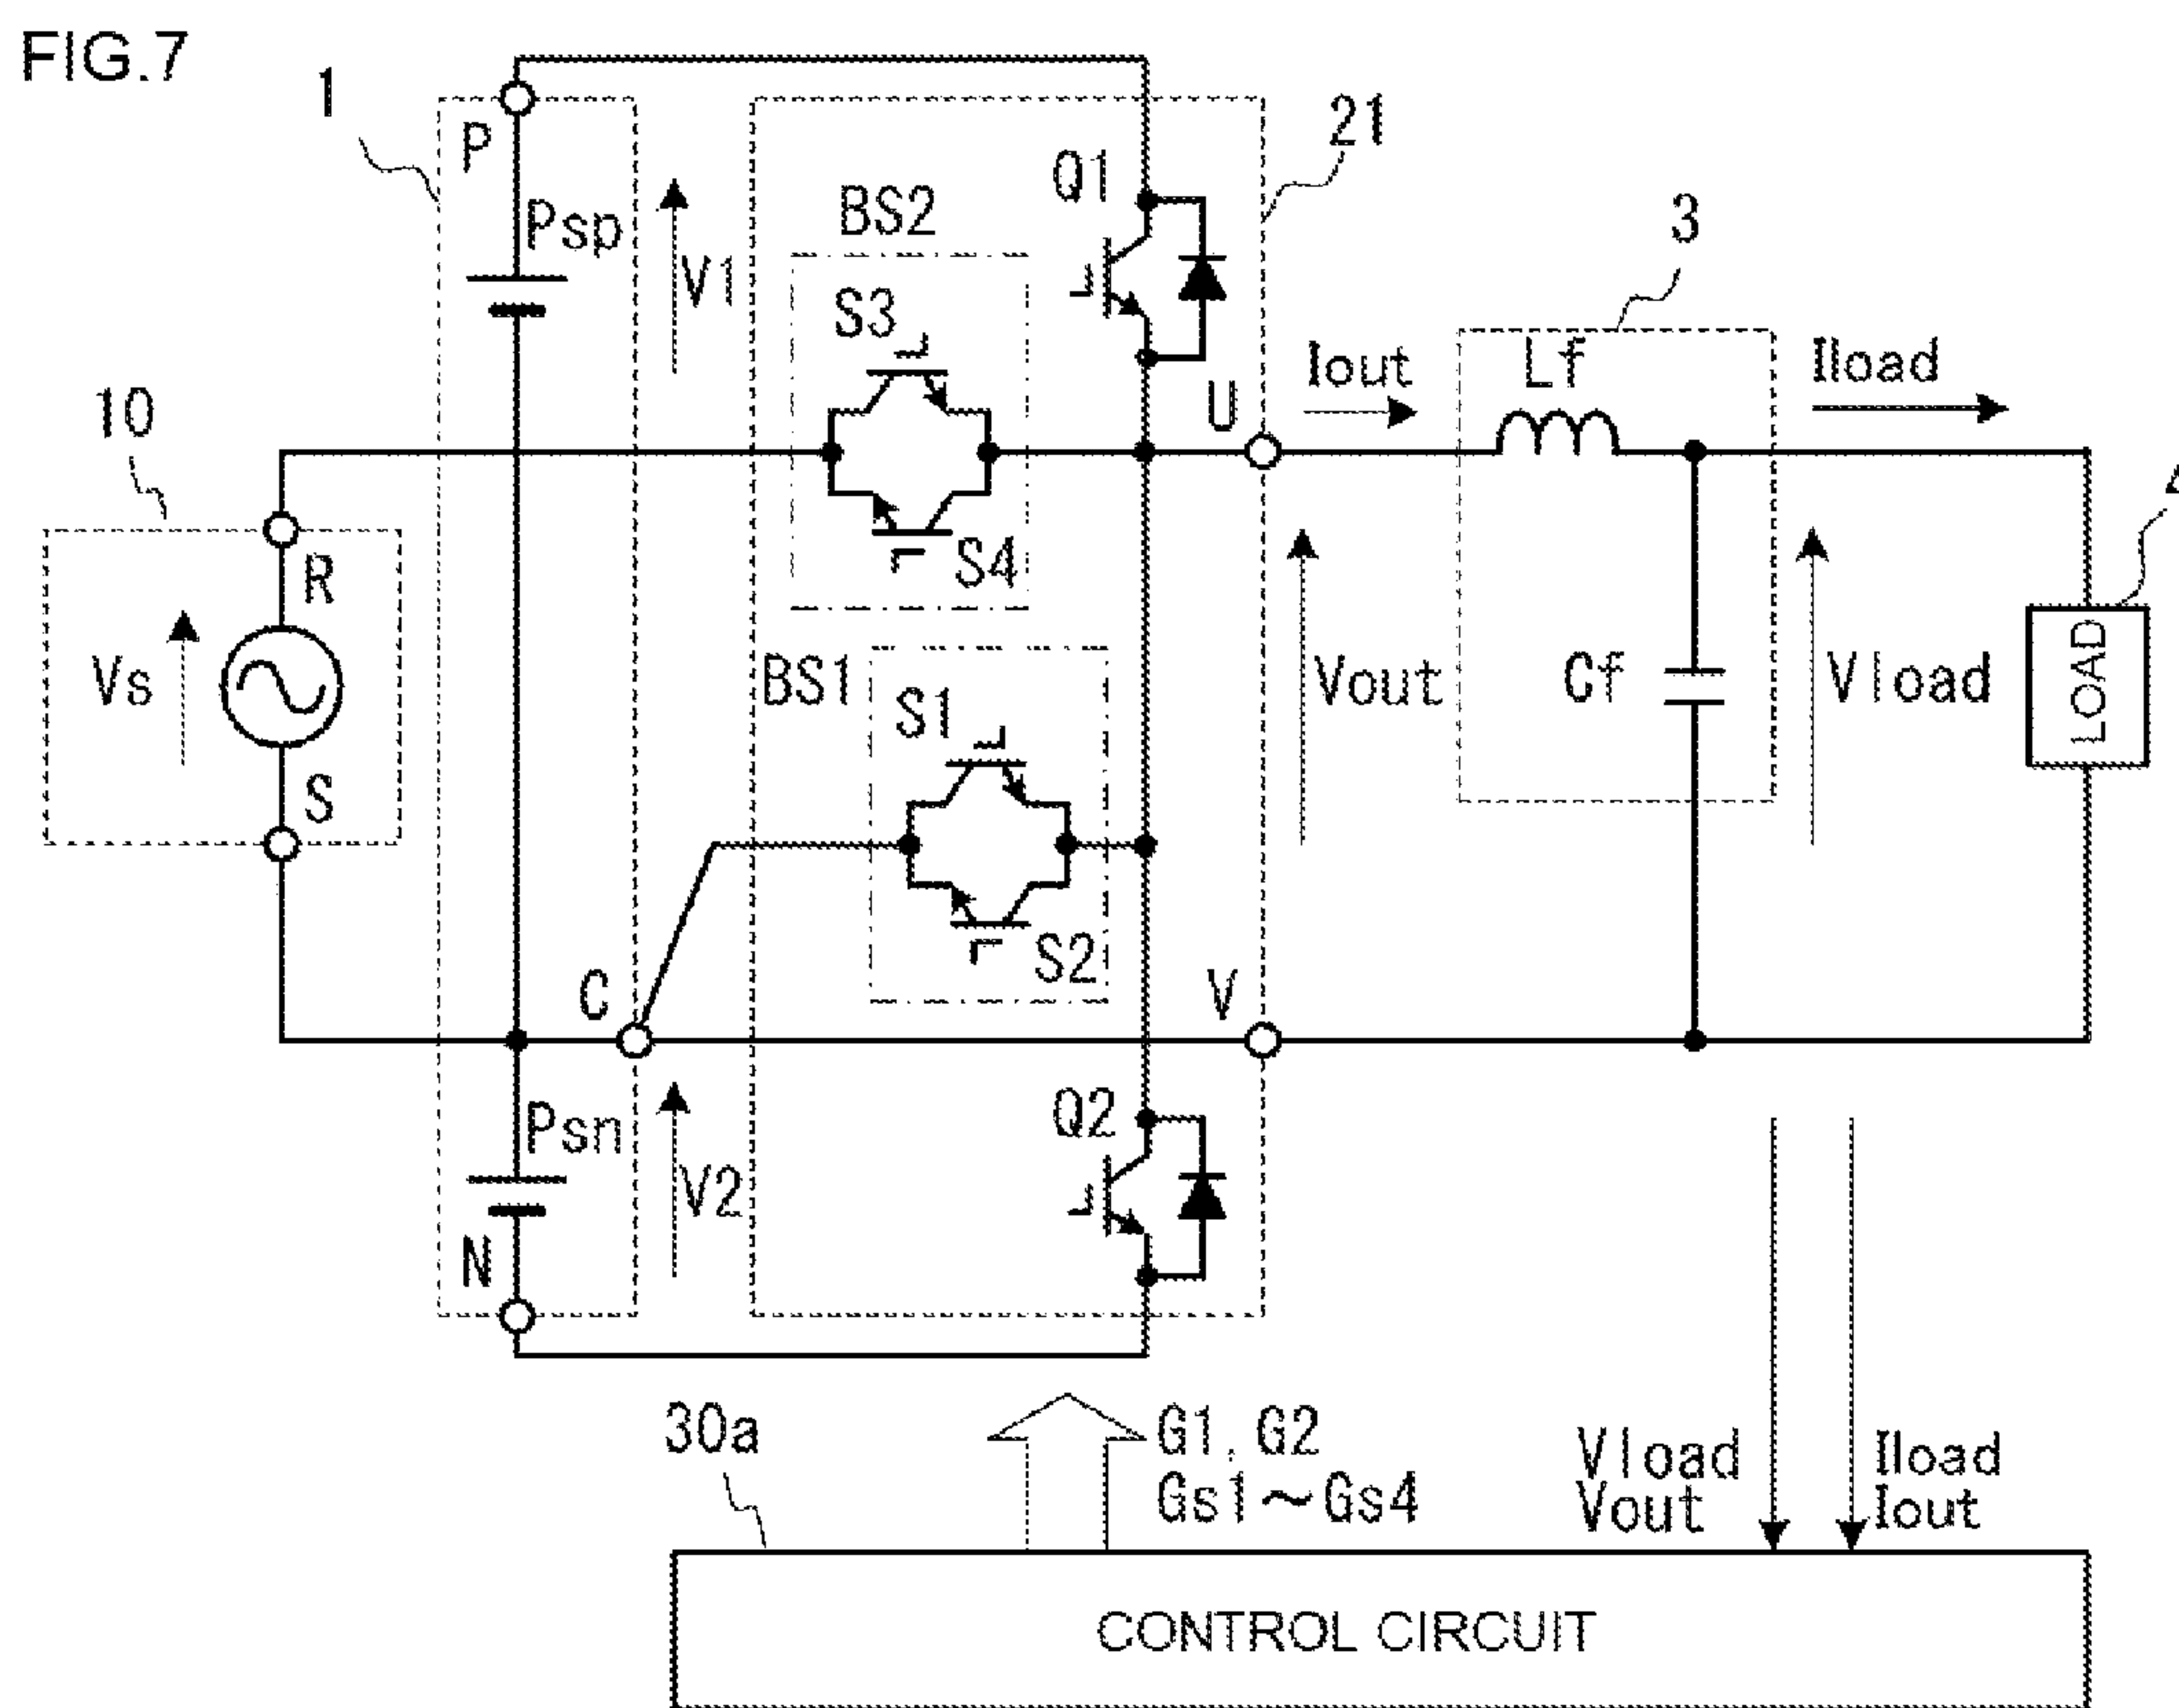 FIG.7
1
P
Psp
V1
BS2
Q1
21
S3
S4
3
Iout
Lf
Iload
U
10
R
Vs
S
BS1
S1
S2
Vout
Cf
Vload
LOAD
C
V
Psn
V2
Q2
N
30a
G1, G2
Gs1～Gs4
Vload
Vout
Iload
Iout
CONTROL CIRCUIT